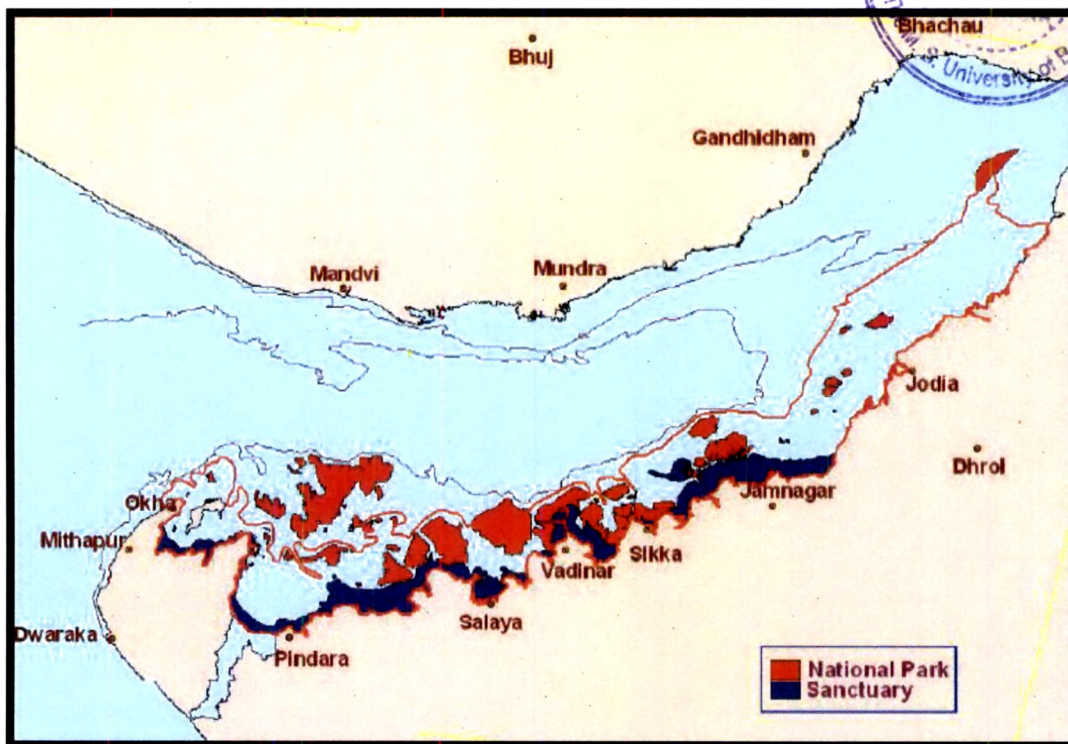 Bhachau
University of B
Bhuj
Gandhidham
Mandvi
Mundra
Jodia
Dhrol
Okha
Jamnagar
Mithapur
Sikka
Vadinar
Salaya
Dwaraka
Pindara
National Park
Sanctuary